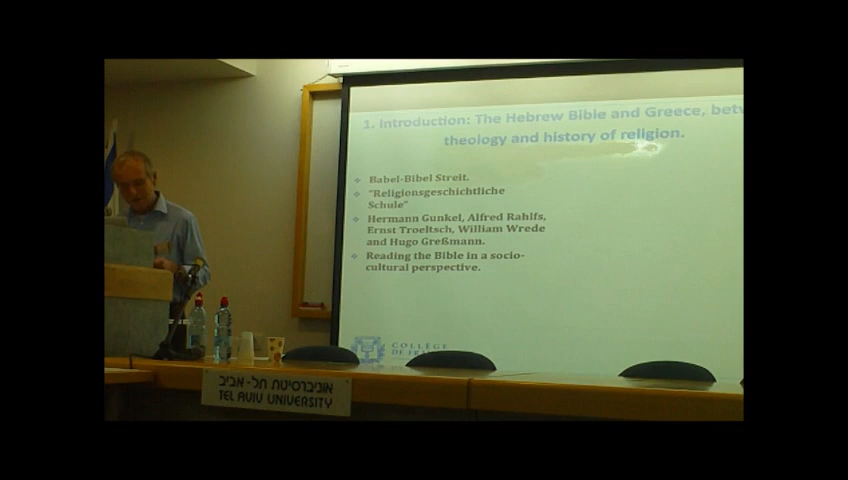 1. Introduction: The Hebrew Bible and Greece,
theology and history of religion.
Babel-Bibel Streit.
"Religionsgeschichtliche
Schule"
Hermann Gunkel, Alfred Rahlfs,
Ernst Troeltsch, William Wrede
and Hugo Greßmann.
Reading the Bible in a socio-
cultural perspective.
COLLÈGE
DE
אוניברסיטת תל-אביב
TEL AVIV UNIVERSITY